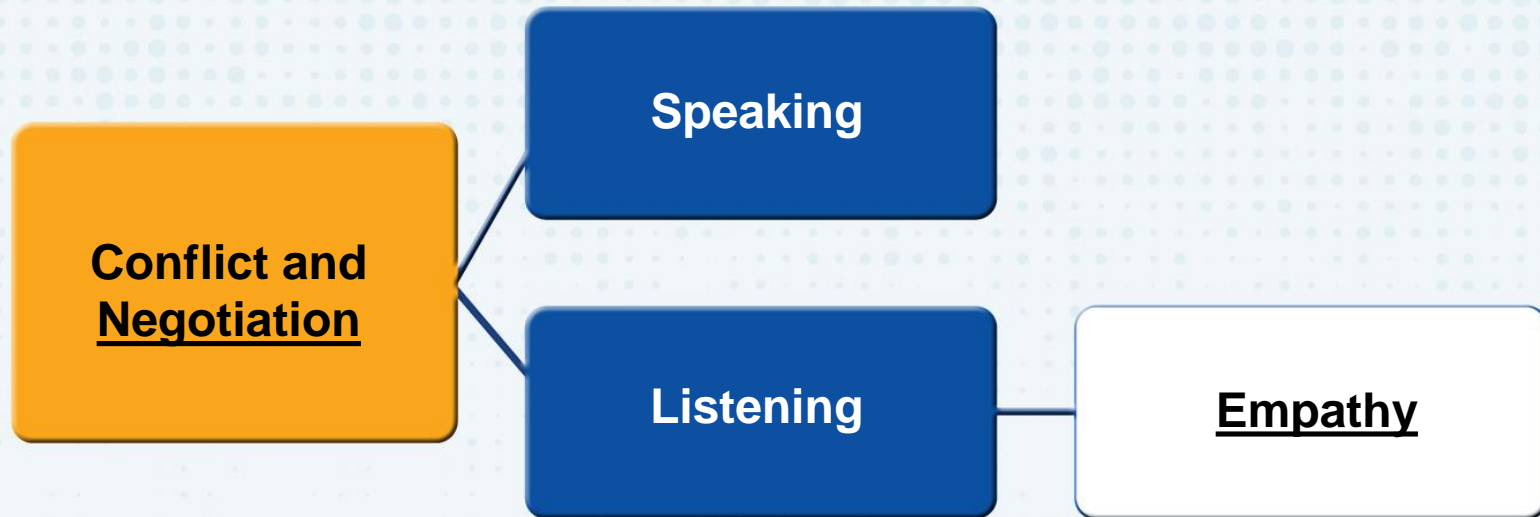 Speaking
Conflict and
Negotiation
Listening
Empathy